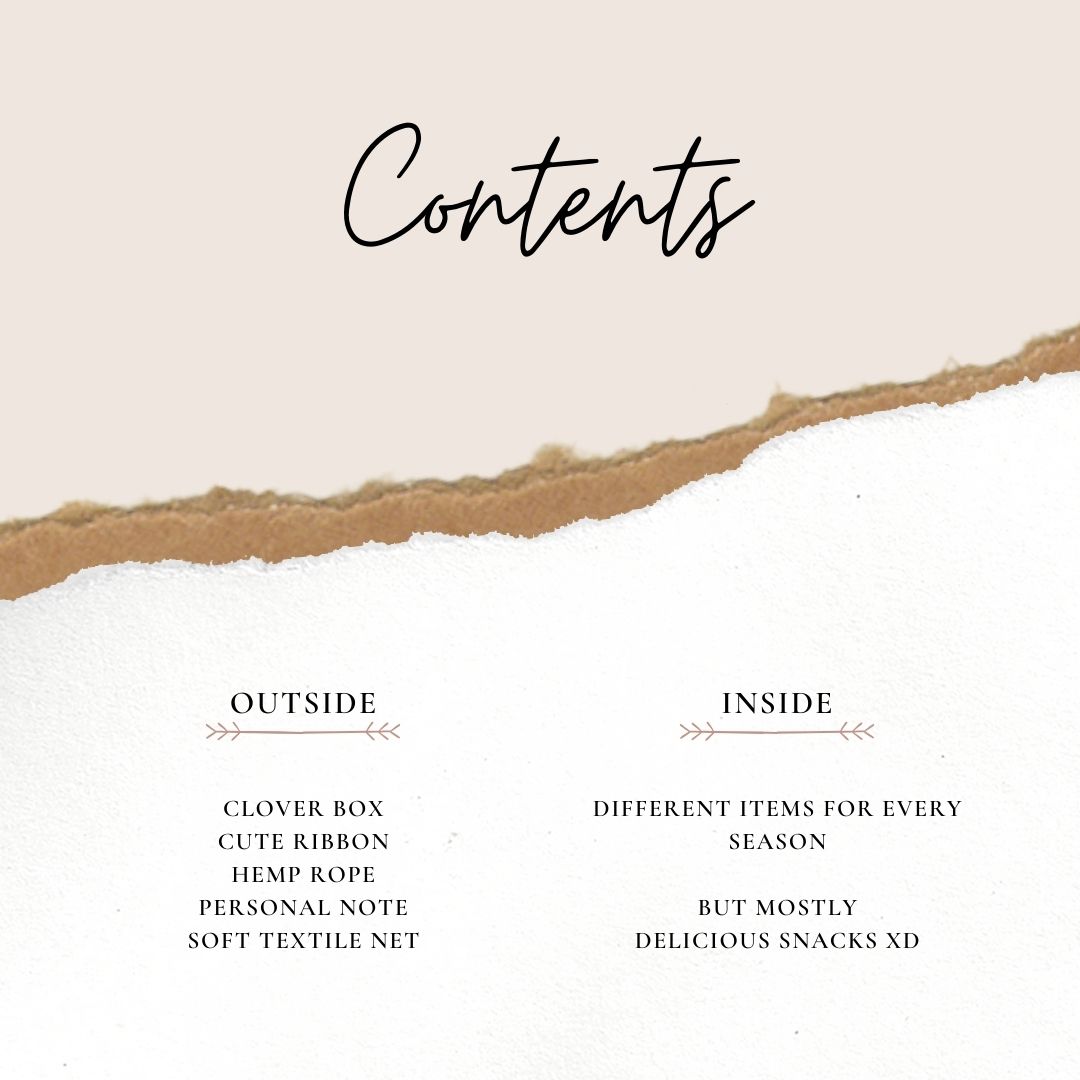 Contents
OUTSIDE
CLOVER BOX
CUTE RIBBON
HEMP ROPE
PERSONAL NOTE
SOFT TEXTILE NET
INSIDE
DIFFERENT ITEMS FOR EVERY
SEASON
BUT MOSTLY
DELICIOUS SNACKS XD